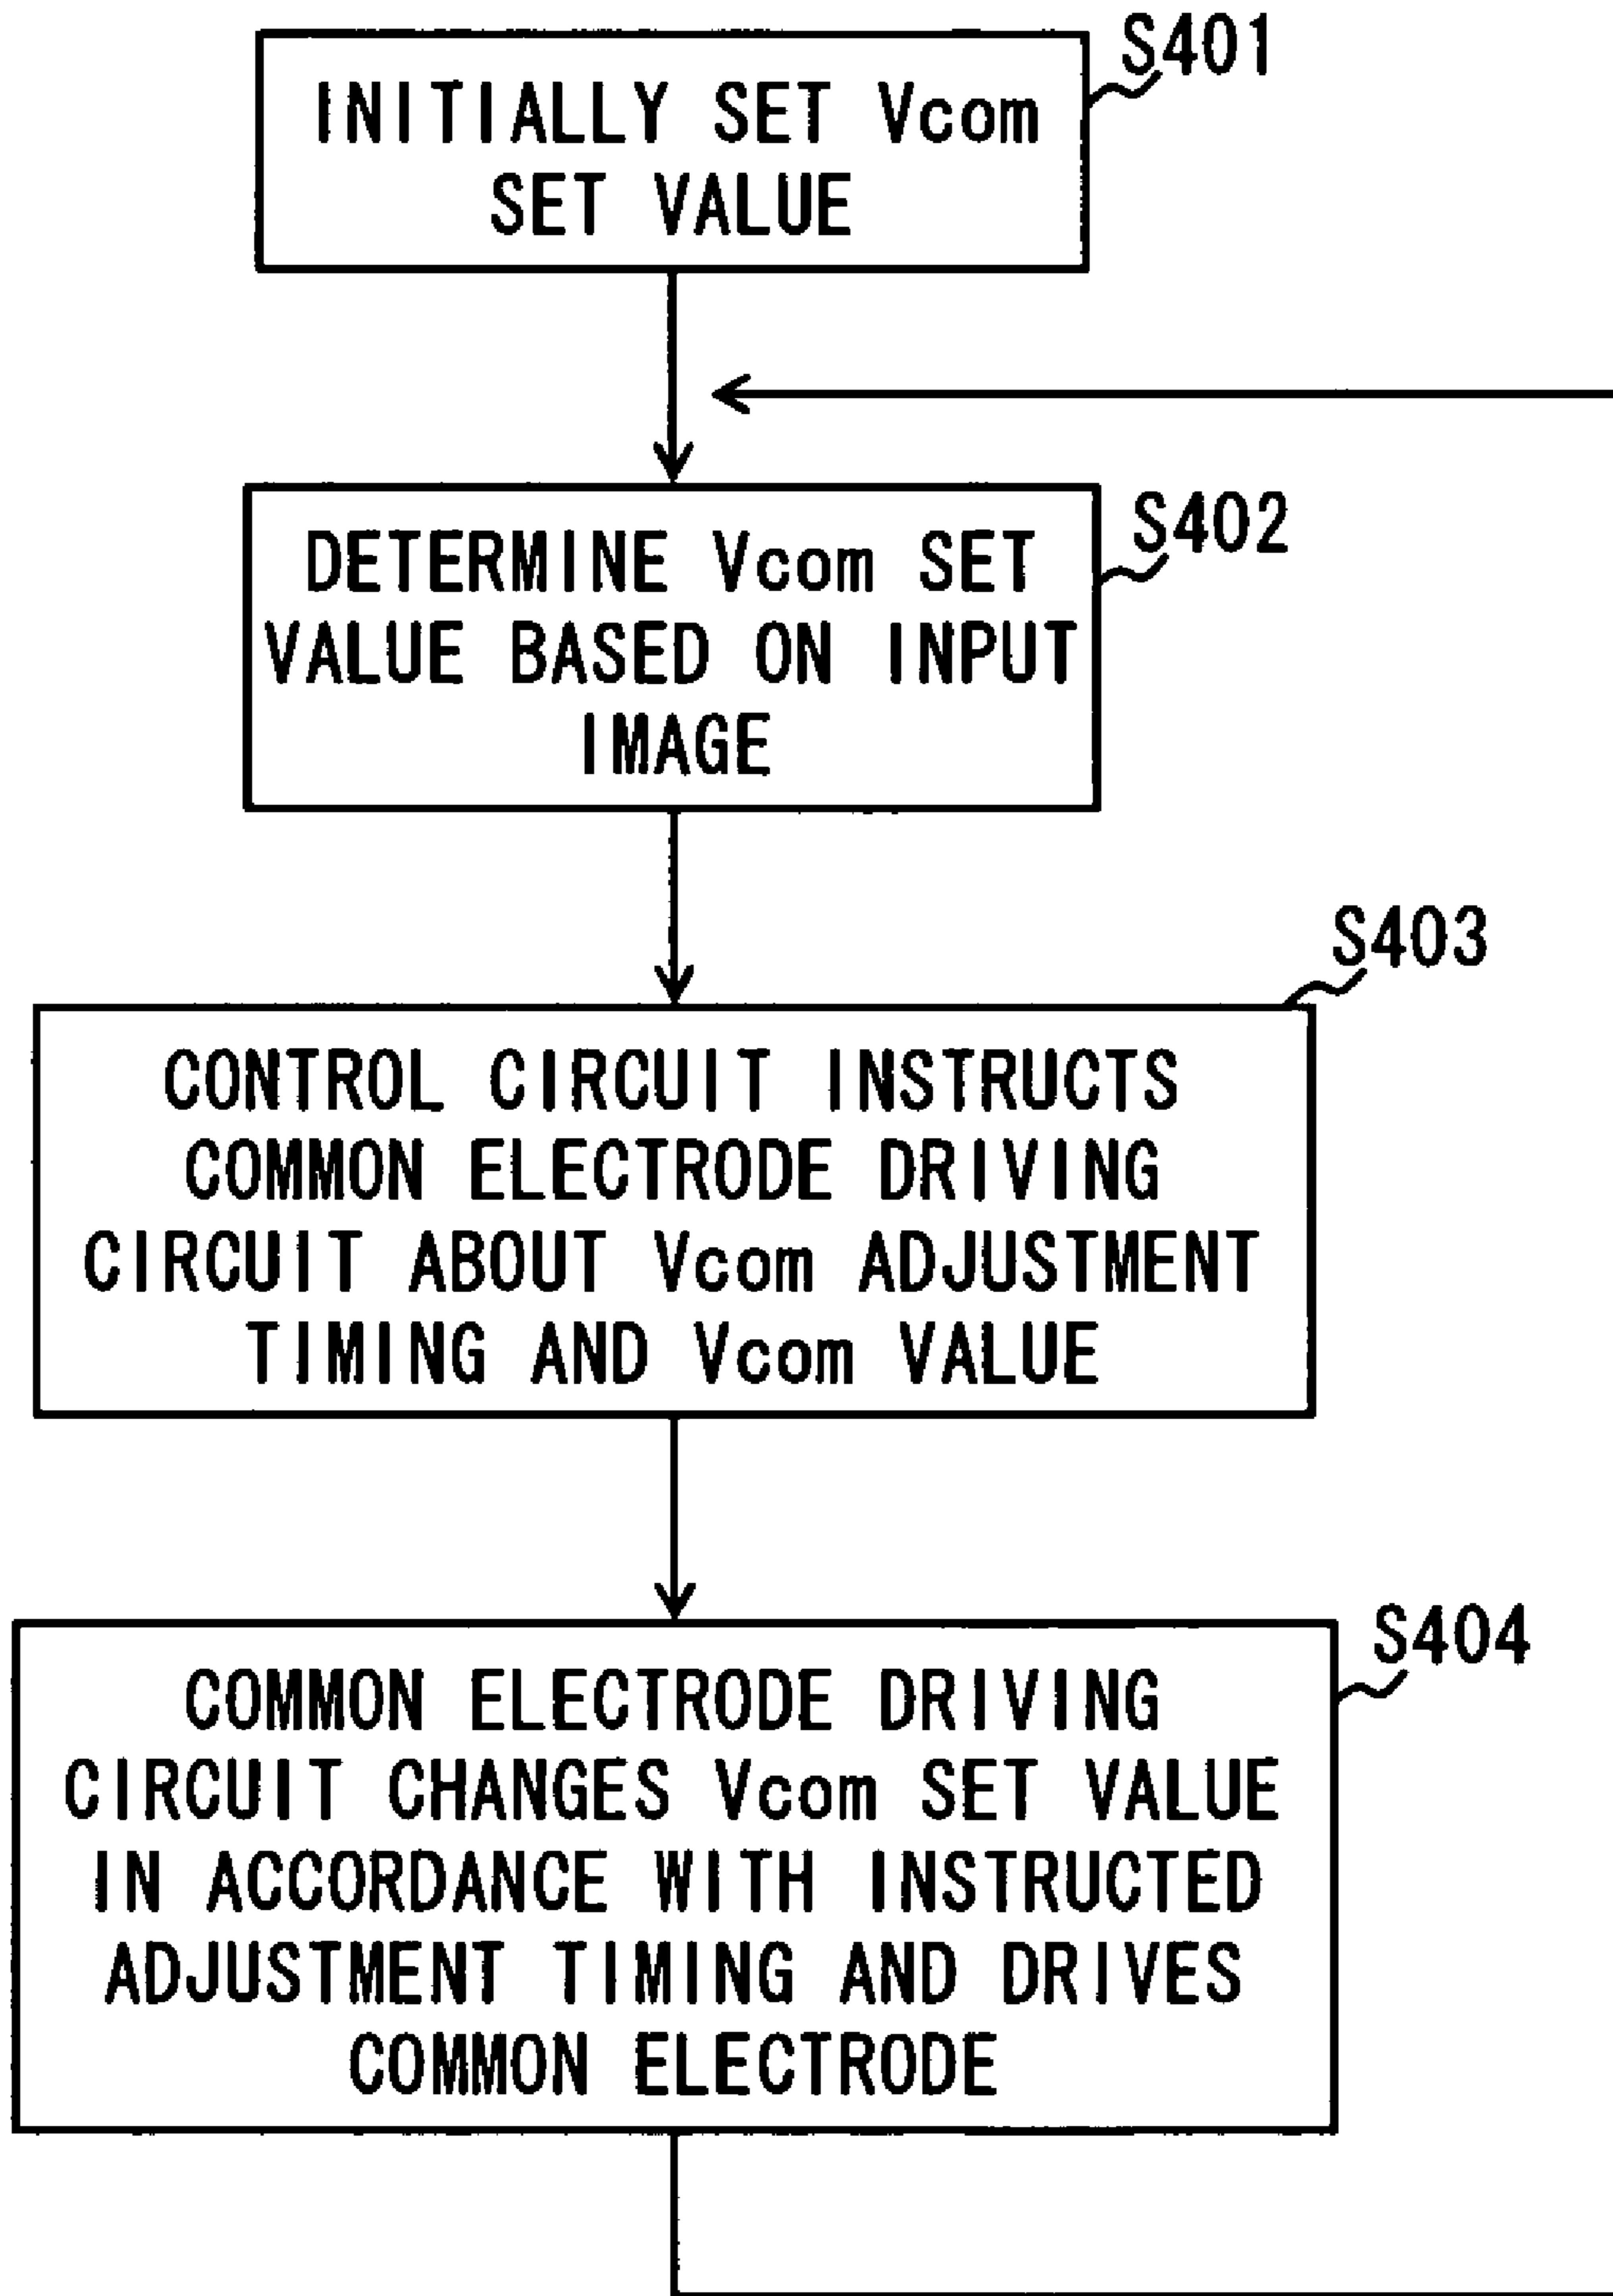 S401
INITIALLY SET Vcom
SET VALUE
S402
DETERMINE Vcom SET
VALUE BASED ON INPUT
IMAGE
S403
CONTROL CIRCUIT INSTRUCTS
COMMON ELECTRODE DRIVING
CIRCUIT ABOUT Vcom ADJUSTMENT
TIMING AND Vcom VALUE
S404
COMMON ELECTRODE DRIVING
CIRCUIT CHANGES Vcom SET VALUE
IN ACCORDANCE WITH INSTRUCTED
ADJUSTMENT TIMING AND DRIVES
COMMON ELECTRODE